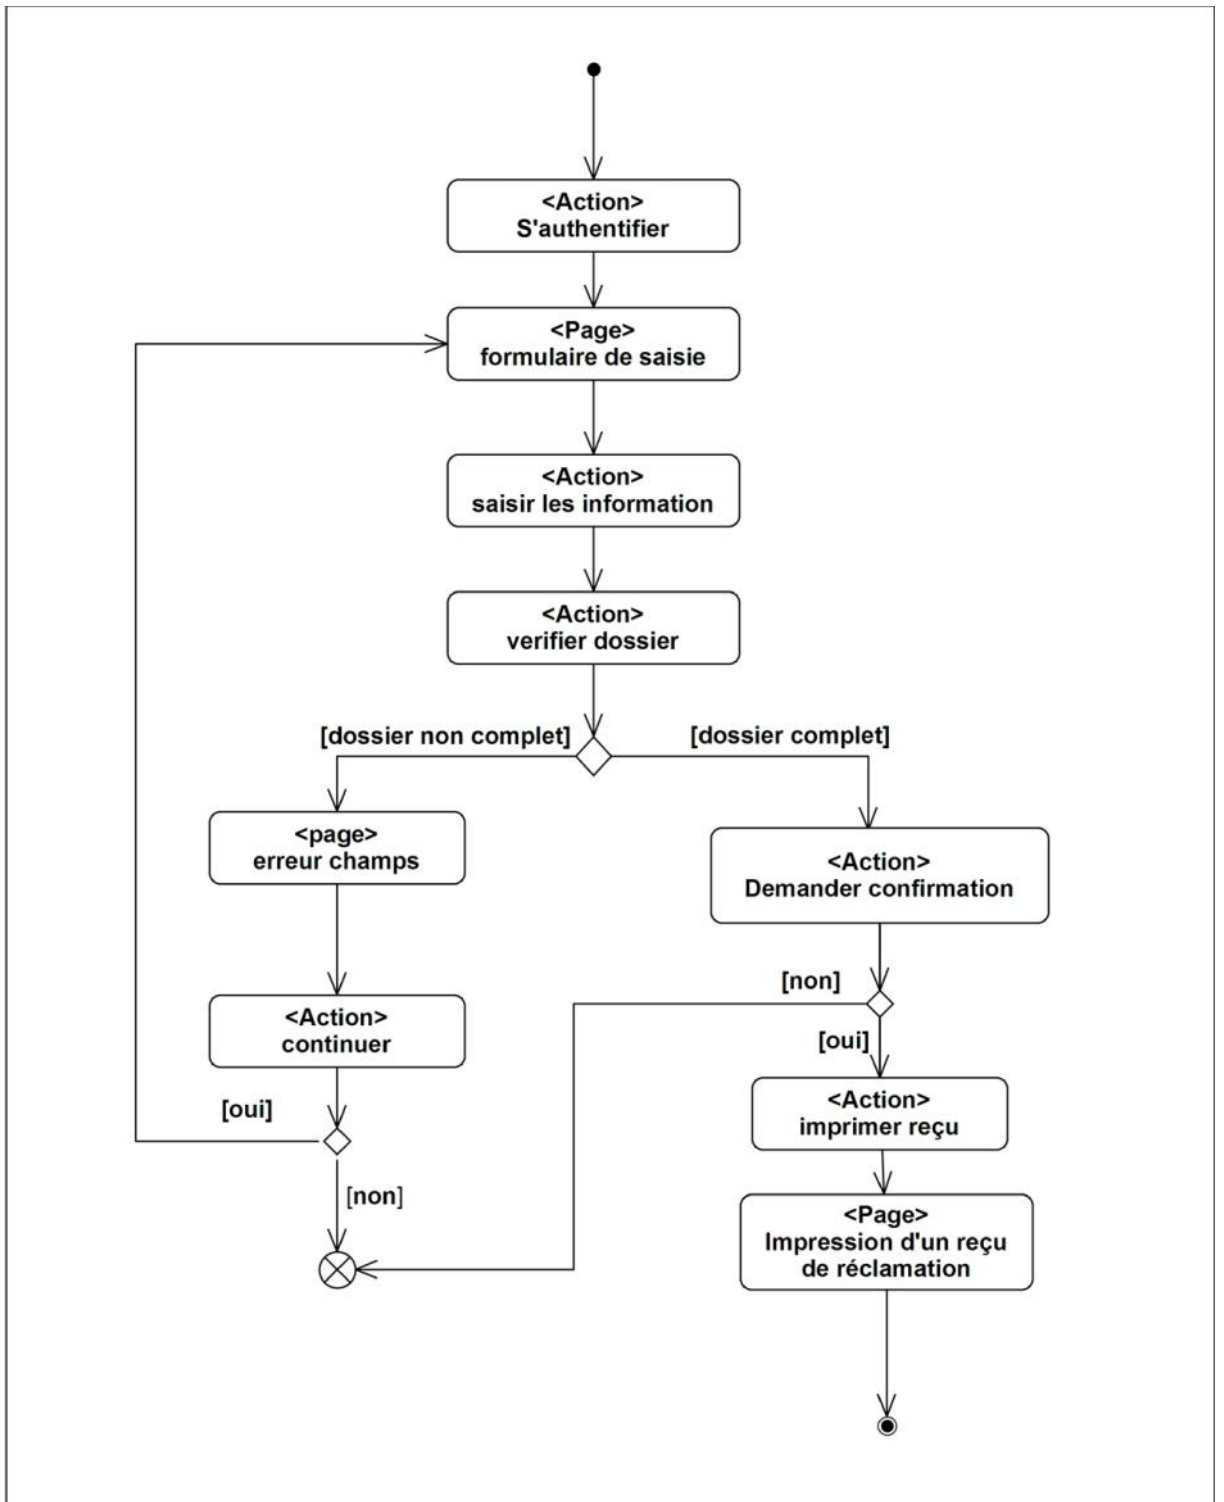 <Action>
S'authentifier
<Page>
formulaire de saisie
<Action>
saisir les information
<Action>
verifier dossier
[dossier non complet]
[dossier complet]
<page>
erreur champs
<Action>
Demander confirmation
[non]
<Action>
continuer
[oui]
[oui]
<Action>
imprimer reçu
[non]
<Page>
Impression d'un reçu
de réclamation